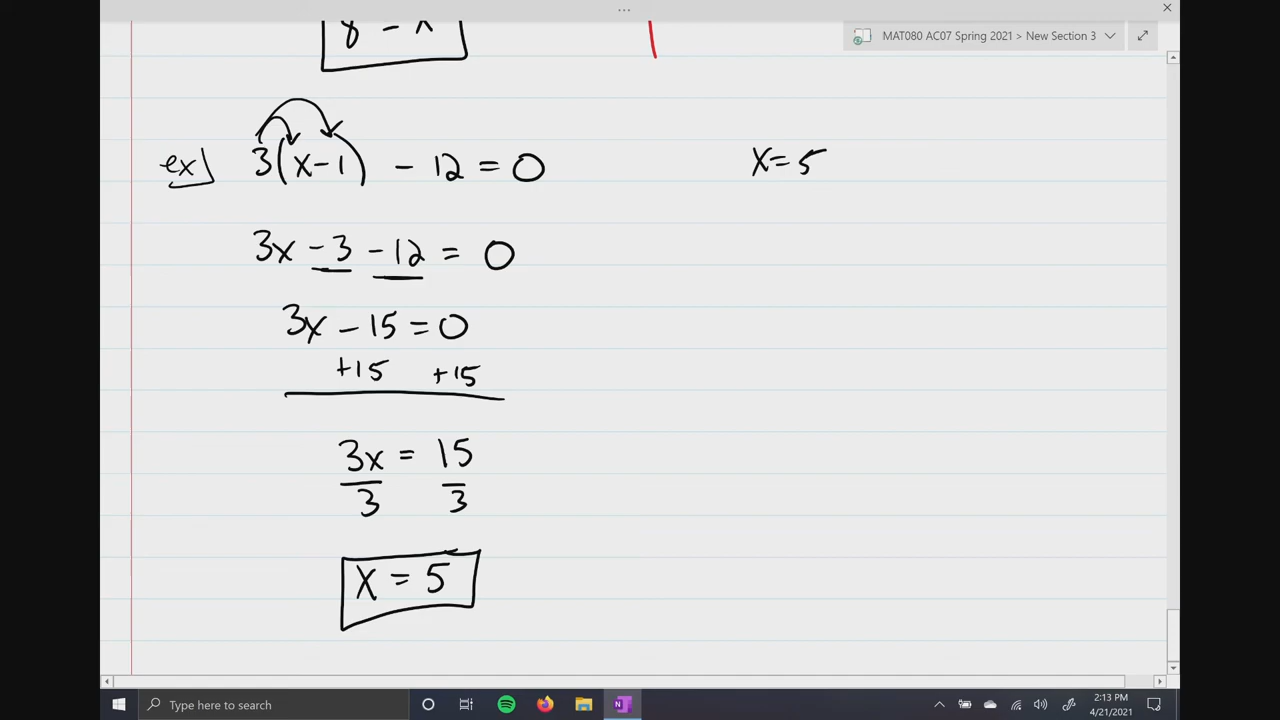 MAT080 AC07 Spring 2021 > New Section 3
8 - x
ex] 3(x-1) - 12 = 0
x = 5
3x - 3 - 12 = 0
3x - 15 = 0
+15 +15
3x = 15
3 3
x = 5
Type here to search
2:13 PM
4/21/2021